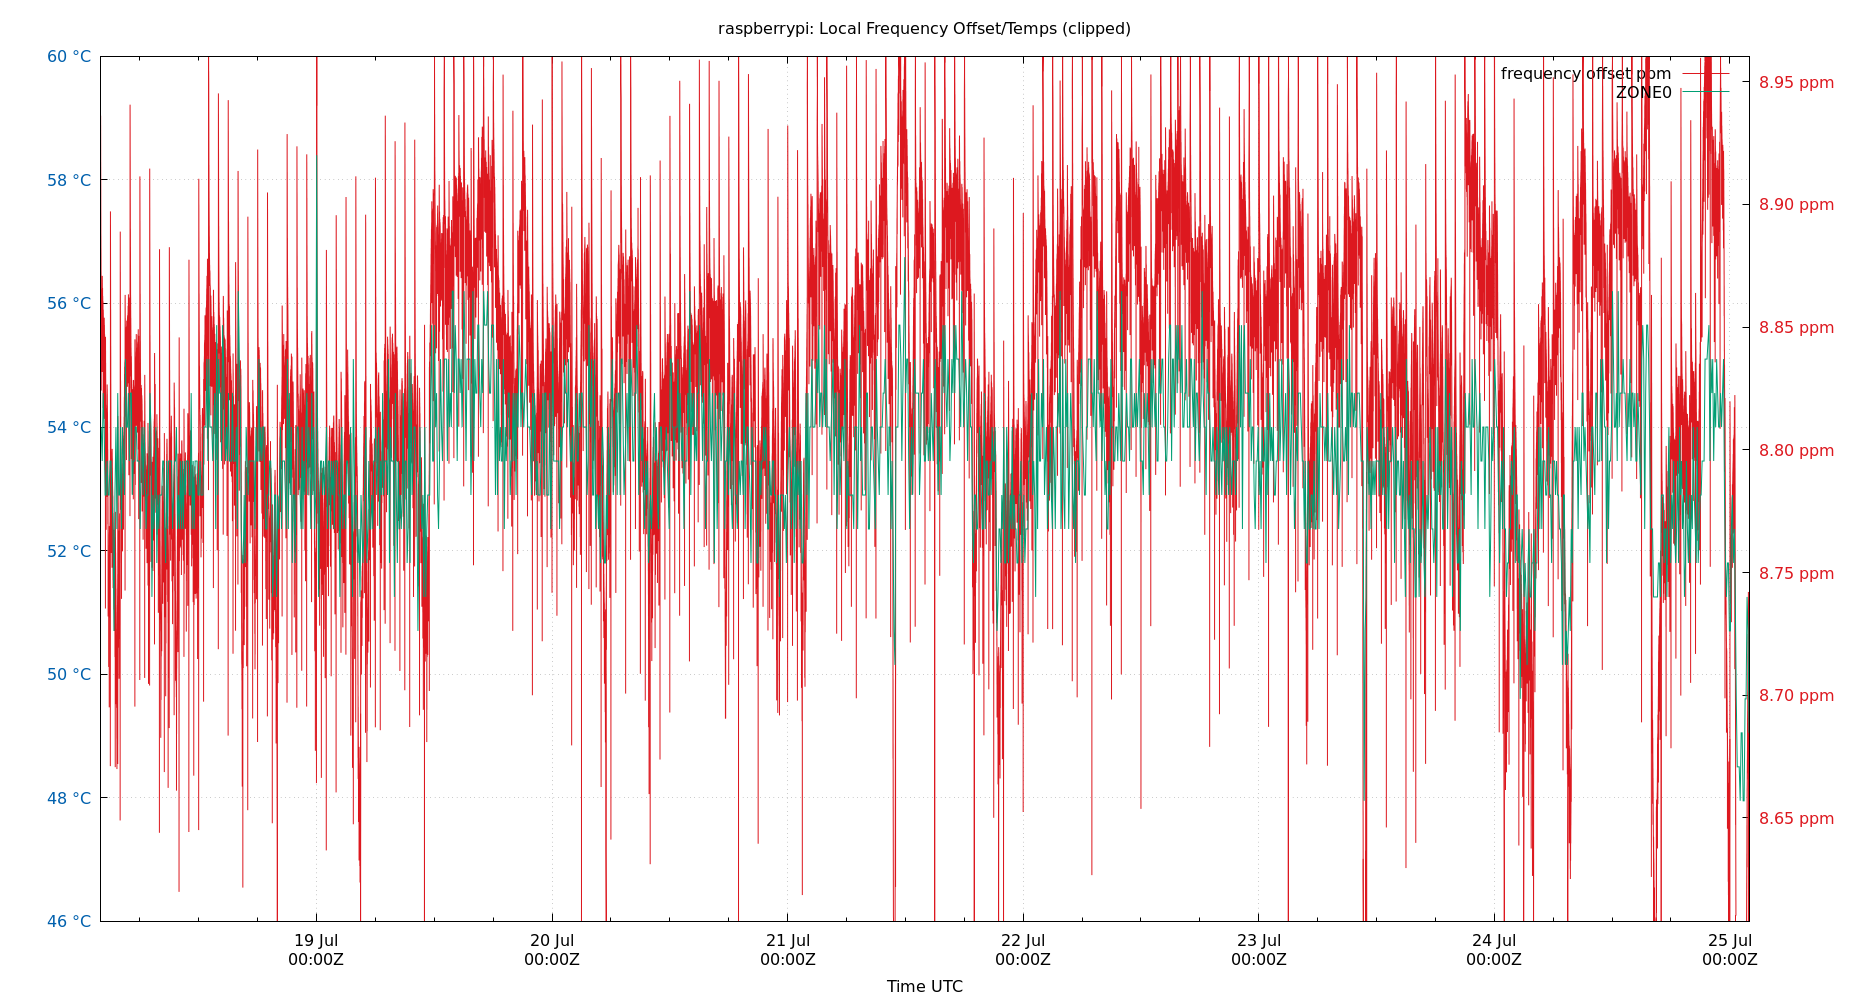 raspberrypi: Local Frequency Offset/Temps (clipped)
60 °C
58 °C
56 °C
54 °C
52 °C
50 °C
48 °C
46 °C
frequency offset ppm
ZONE0
8.95 ppm
8.90 ppm
8.85 ppm
8.80 ppm
8.75 ppm
8.70 ppm
8.65 ppm
19 Jul
00:00Z
20 Jul
00:00Z
21 Jul
00:00Z
22 Jul
00:00Z
23 Jul
00:00Z
24 Jul
00:00Z
25 Jul
00:00Z
Time UTC